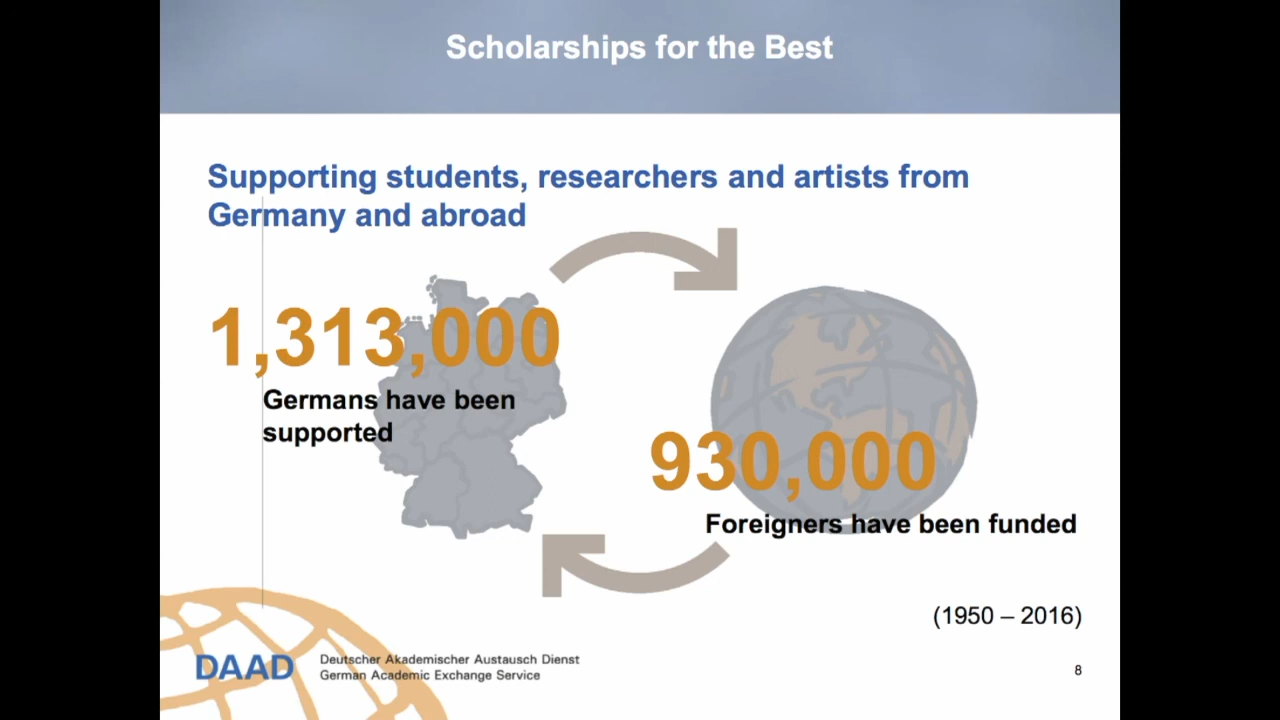 Scholarships for the Best
Supporting students, researchers and artists from
Germany and abroad
1,313,000
Germans have been
supported
930,000
Foreigners have been funded
(1950 – 2016)
DAAD
Deutscher Akademischer Austausch Dienst
German Academic Exchange Service
8